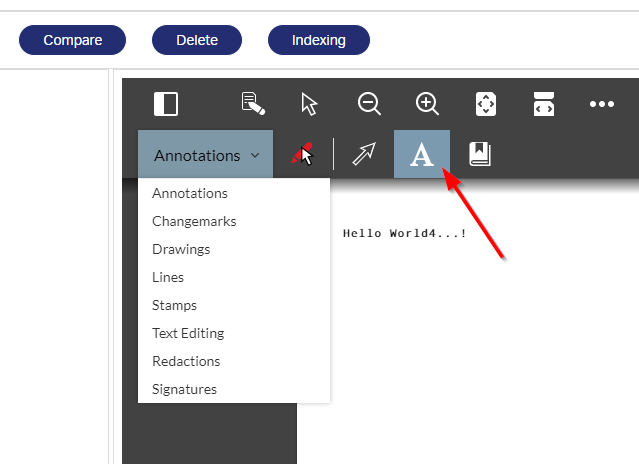 Compare Delete Indexing
Annotations A
Annotations
Changemarks
Hello World4...!
Drawings
Lines
Stamps
Text Editing
Redactions
Signatures